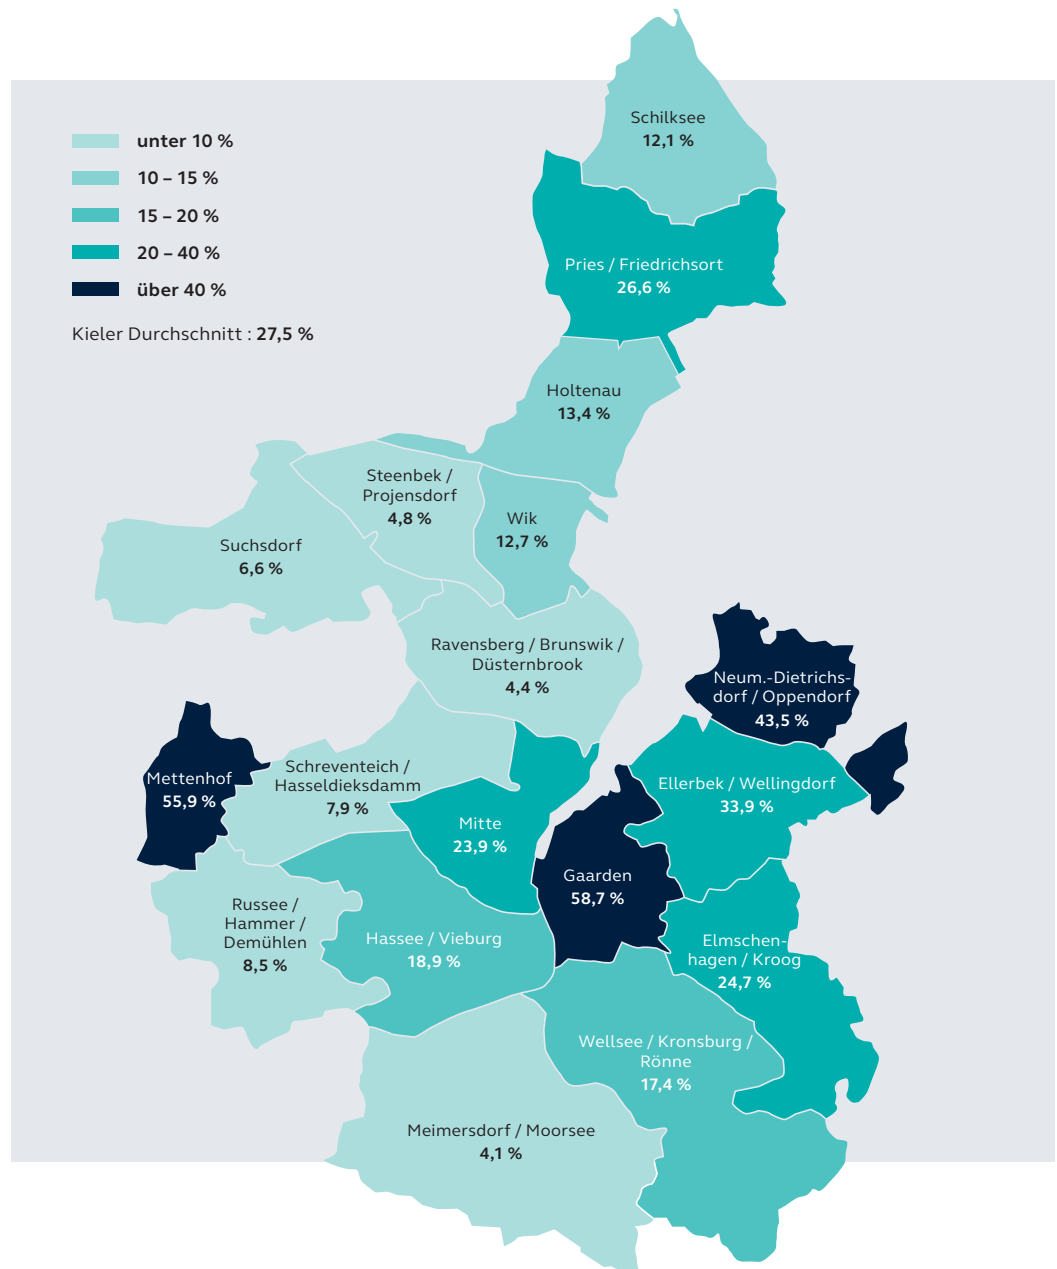 unter 10 %
10 – 15 %
15 – 20 %
20 – 40 %
über 40 %
Kieler Durchschnitt : 27,5 %
Schilksee
12,1 %
Pries / Friedrichsort
26,6 %
Holtenau
13,4 %
Steenbek /
Projensdorf
4,8 %
Wik
12,7 %
Suchsdorf
6,6 %
Ravensberg / Brunswik /
Düsternbrook
4,4 %
Neum.-Dietrichs-
dorf / Oppendorf
43,5 %
Mettenhof
55,9 %
Schreventeich /
Hasseldieksdamm
7,9 %
Ellerbek / Wellingdorf
33,9 %
Mitte
23,9 %
Gaarden
58,7 %
Russee /
Hammer /
Demühlen
8,5 %
Hassee / Vieburg
18,9 %
Elmschen-
hagen / Kroog
24,7 %
Wellsee / Kronsburg /
Rönne
17,4 %
Meimersdorf / Moorsee
4,1 %